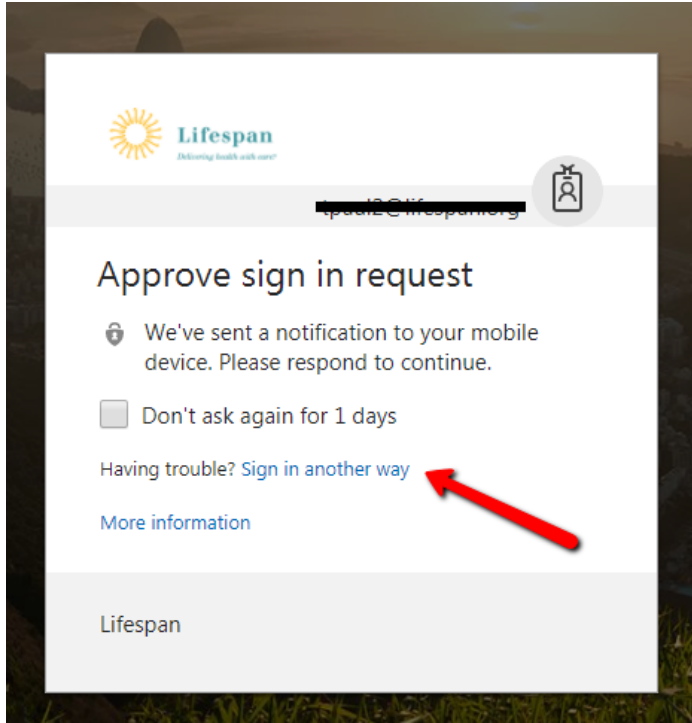 Lifespan
Delivering health with care®
Approve sign in request
We've sent a notification to your mobile
device. Please respond to continue.
Don't ask again for 1 days
Having trouble? Sign in another way
More information
Lifespan